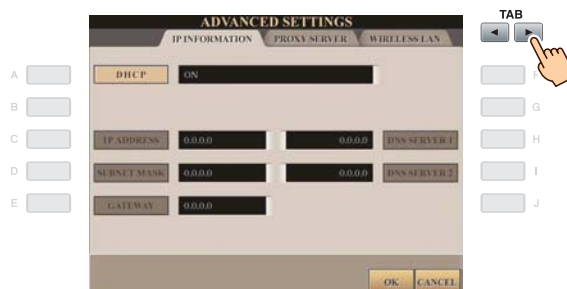 ADVANCED SETTINGS
TAB
IP INFORMATION PROXY SERVER WIRELESS LAN
A DHCP ON F
B G
C IP ADDRESS 0.0.0.0 0.0.0.0 DNS SERVER 1 H
D SUBNET MASK 0.0.0.0 0.0.0.0 DNS SERVER 2 I
E GATEWAY 0.0.0.0 J
OK CANCEL